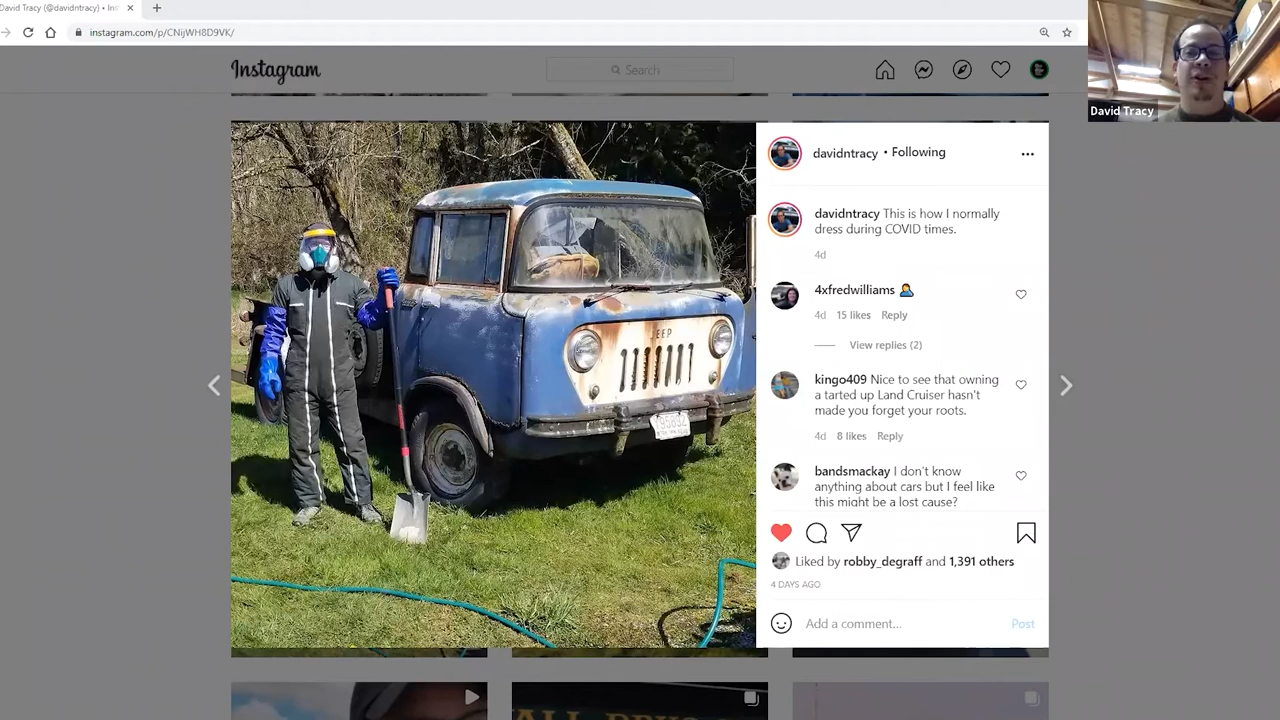 David Tracy (@davidntracy) • Ins
instagram.com/p/CNijWH8D9VK/
Instagram
Search
David Tracy
davidntracy • Following
davidntracy This is how I normally
dress during COVID times.
4d
4xfredwilliams 🤦‍♂️
4d 15 likes Reply
View replies (2)
kingo409 Nice to see that owning
a tarted up Land Cruiser hasn't
made you forget your roots.
4d 8 likes Reply
bandsmackay I don't know
anything about cars but I feel like
this might be a lost cause?
Liked by robby_degraff and 1,391 others
4 DAYS AGO
Add a comment... Post
EEP